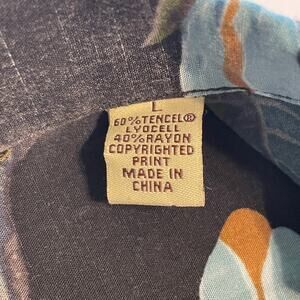 L
60%TENCEL®
LYOCELL
40%RAYON
COPYRIGHTED
PRINT
MADE IN
CHINA